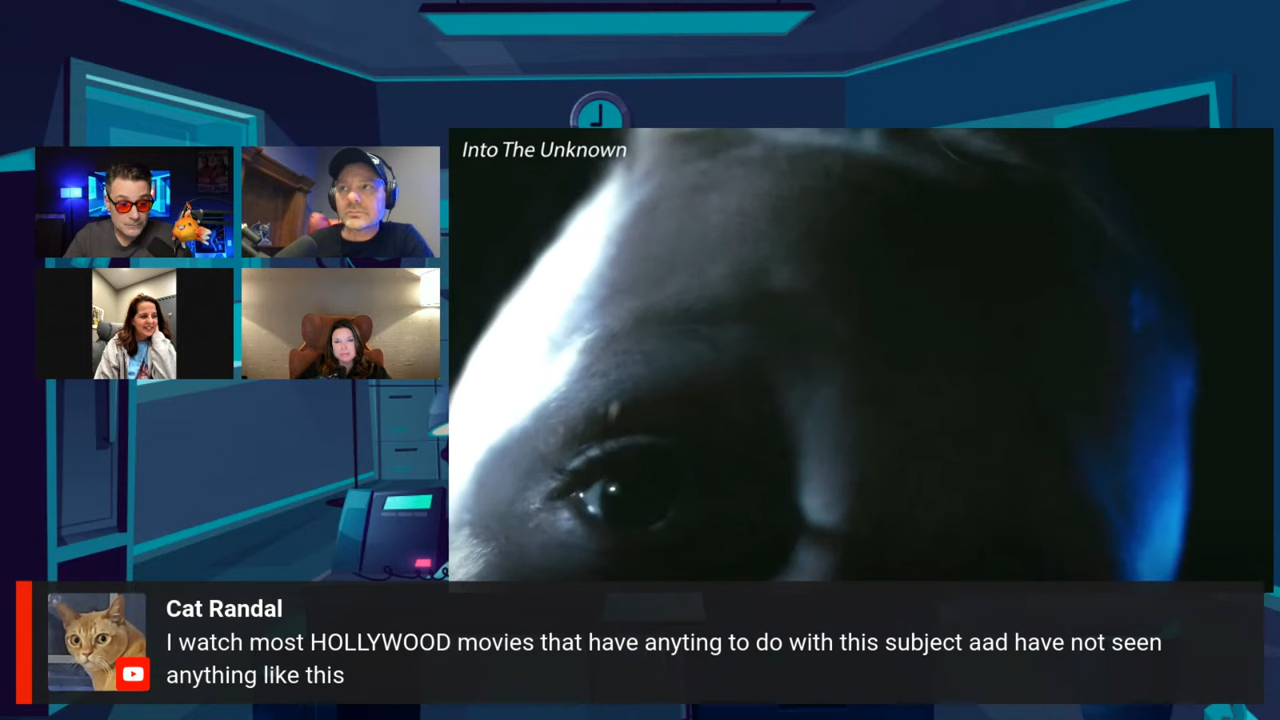 Into The Unknown
Cat Randal
I watch most HOLLYWOOD movies that have anyting to do with this subject aad have not seen
anything like this